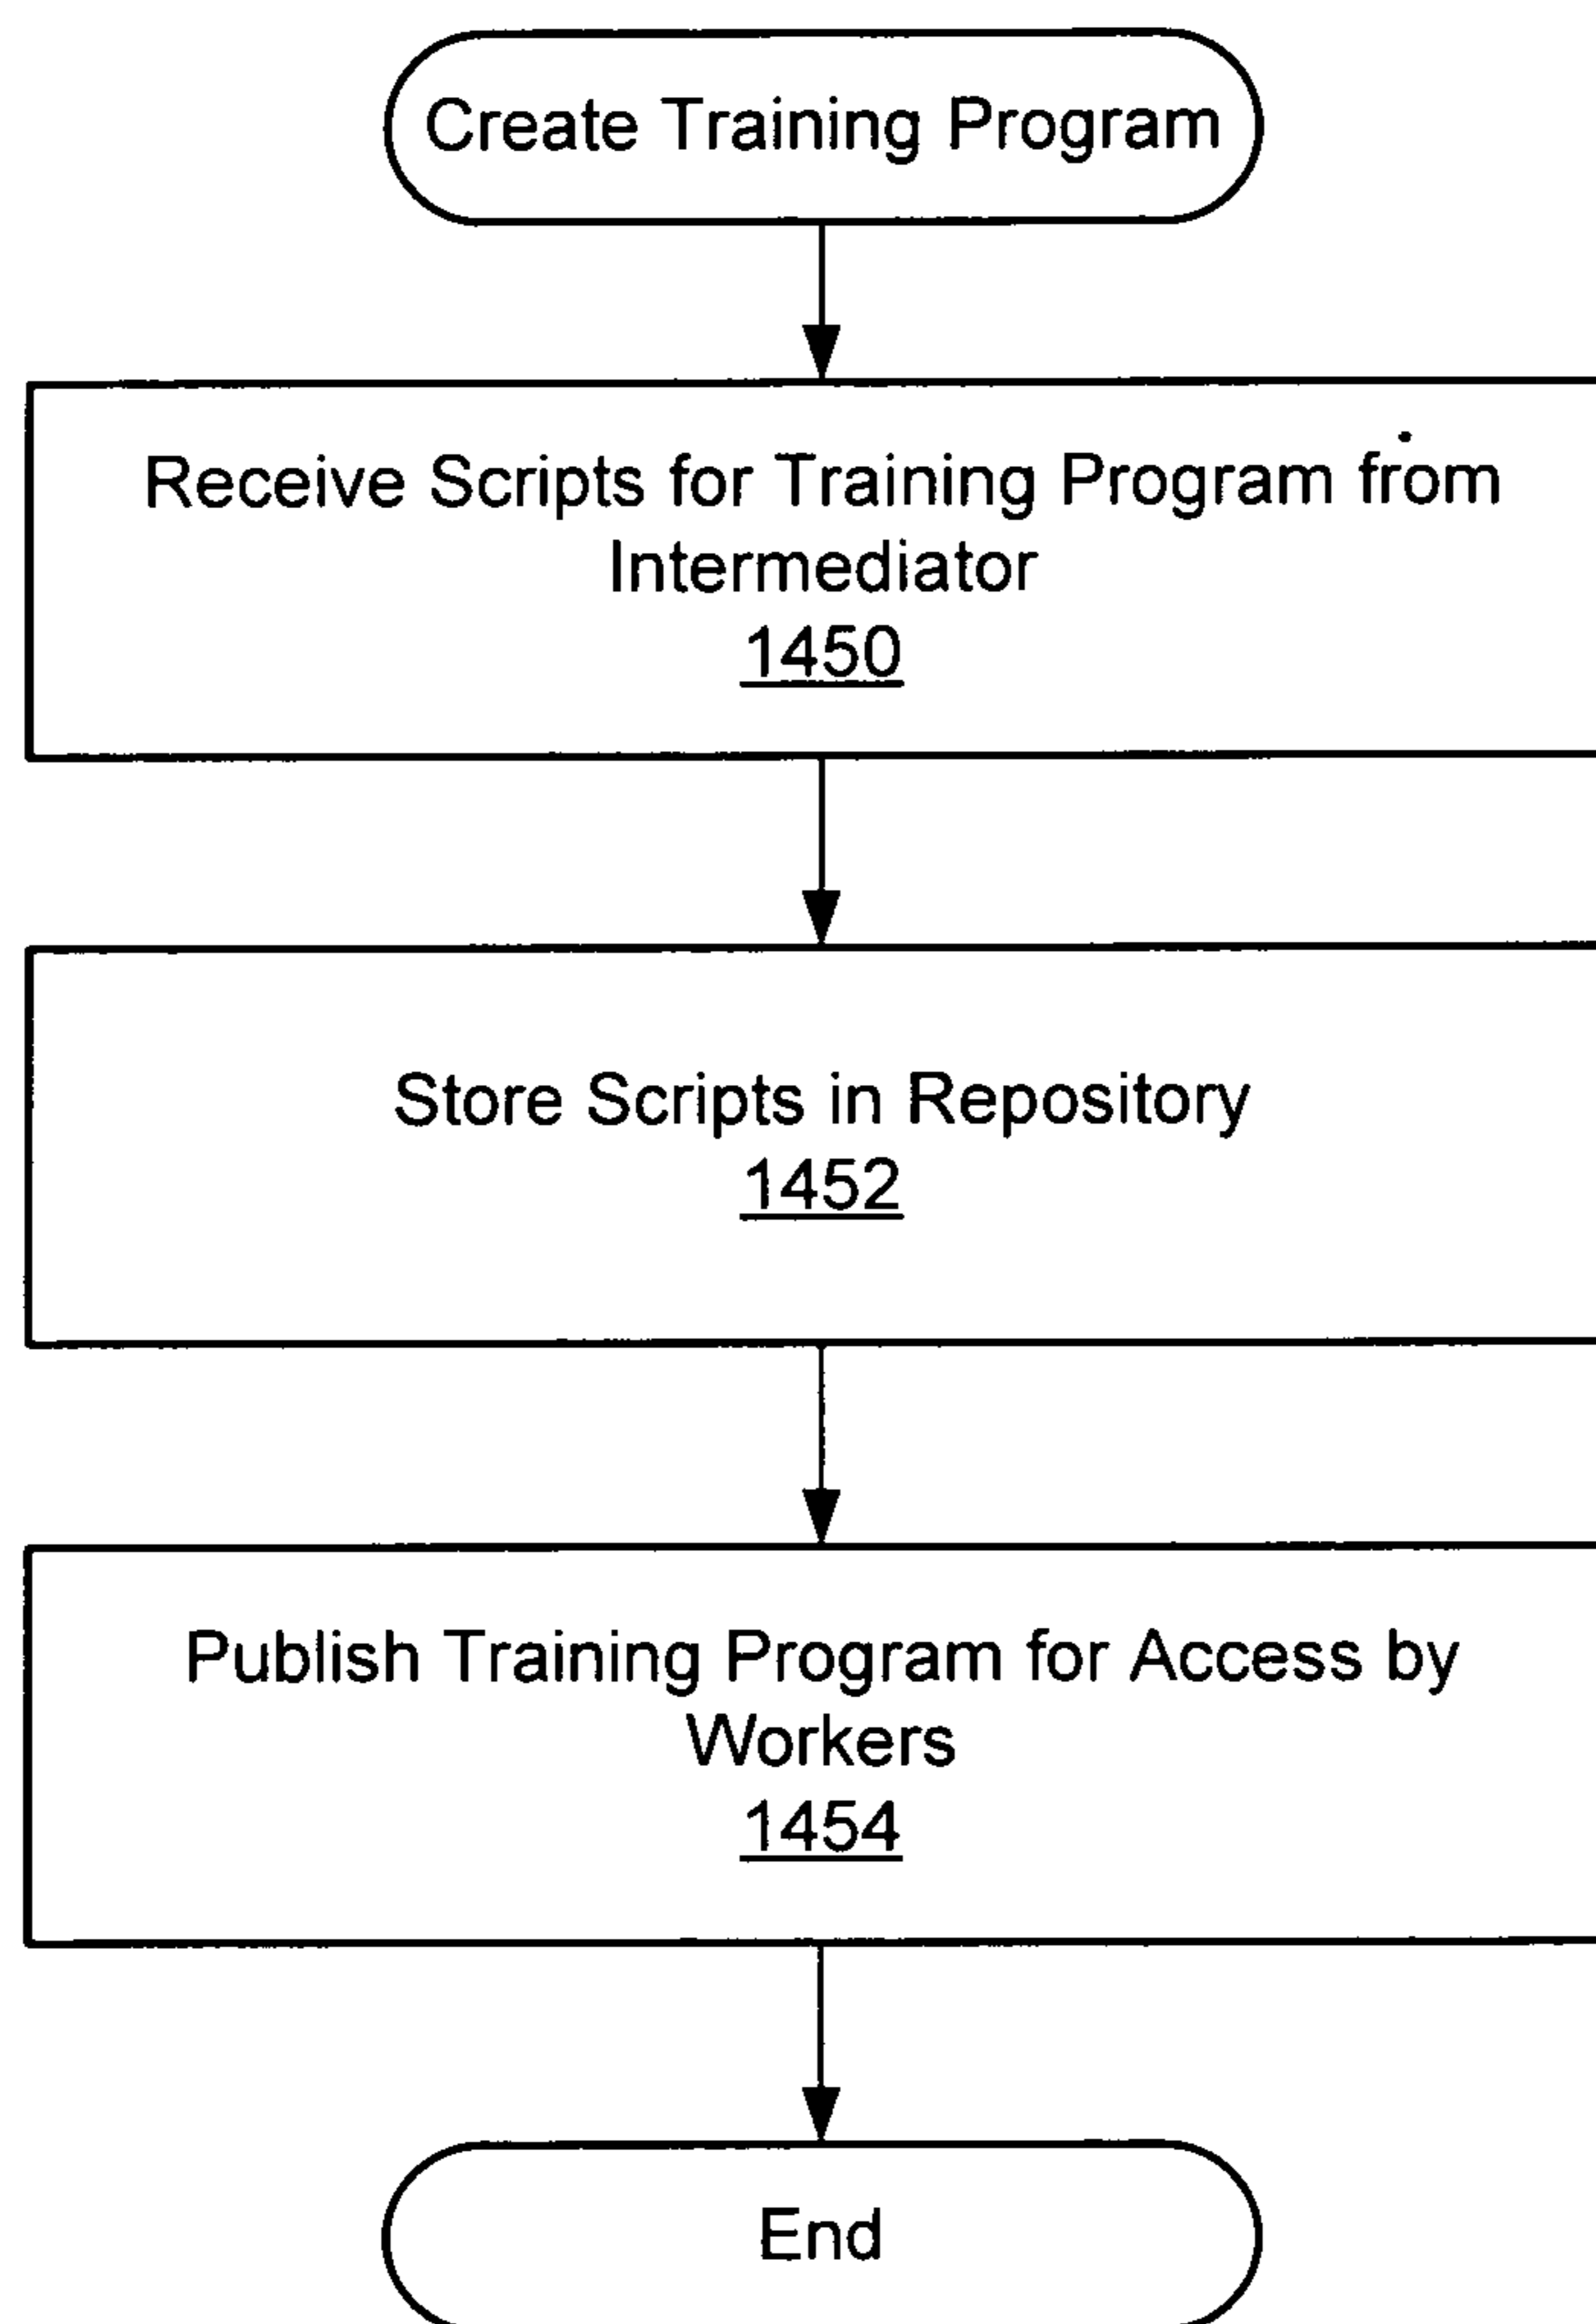 Create Training Program
Receive Scripts for Training Program from
Intermediator
1450
Store Scripts in Repository
1452
Publish Training Program for Access by
Workers
1454
End